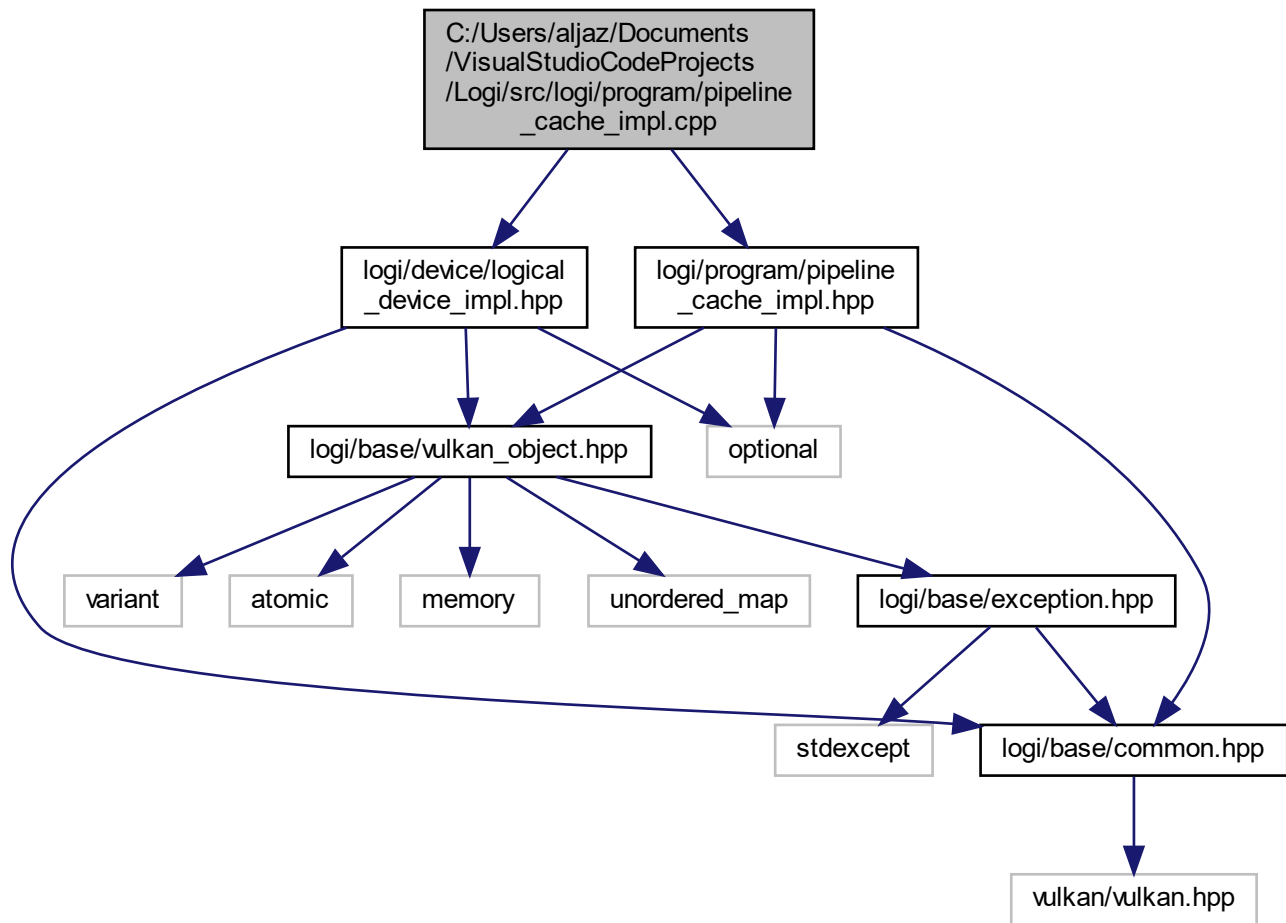 C:/Users/aljaz/Documents
/VisualStudioCodeProjects
/Logi/src/logi/program/pipeline
_cache_impl.cpp
logi/device/logical
_device_impl.hpp
logi/program/pipeline
_cache_impl.hpp
logi/base/vulkan_object.hpp
optional
variant
atomic
memory
unordered_map
logi/base/exception.hpp
stdexcept
logi/base/common.hpp
vulkan/vulkan.hpp